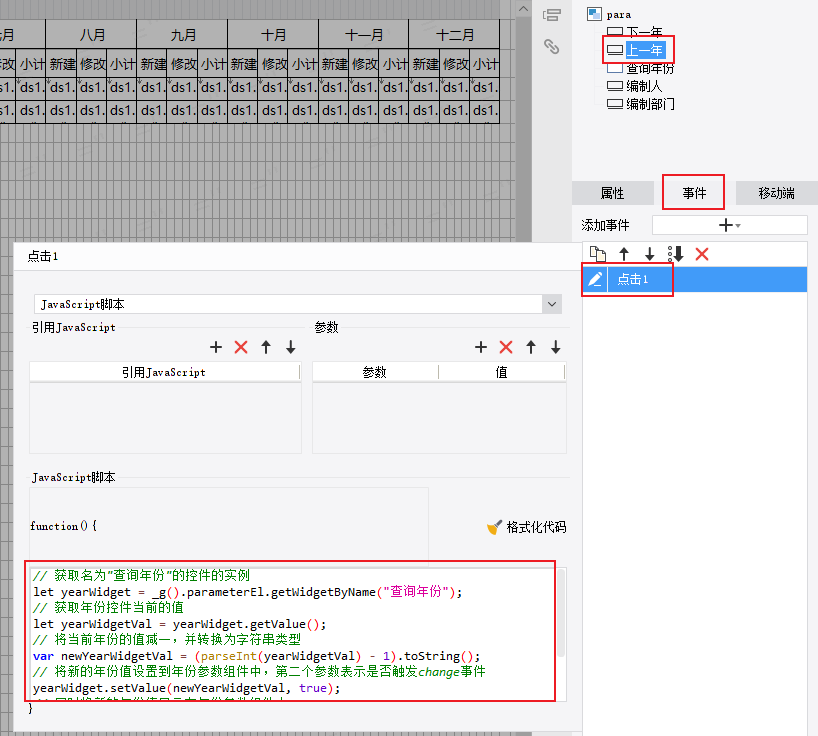 月 八月 九月 十月 十一月 十二月
改 小计 新建 修改 小计 新建 修改 小计 新建 修改 小计 新建 修改 小计 新建 修改 小计
ds1. ds1. ds1. ds1. ds1. ds1. ds1. ds1. ds1. ds1. ds1. ds1. ds1. ds1. ds1. ds1. ds1.
ds1. ds1. ds1. ds1. ds1. ds1. ds1. ds1. ds1. ds1. ds1. ds1. ds1. ds1. ds1. ds1. ds1.
para
下一年
上一年
查询年份
编制人
编制部门
属性 事件 移动端
添加事件
点击1
点击1
JavaScript脚本
引用JavaScript 参数
引用JavaScript 参数 值
JavaScript脚本
function(){
格式化代码
// 获取名为"查询年份"的控件的实例
let yearWidget = _g().parameterEl.getWidgetByName("查询年份");
// 获取年份控件当前的值
let yearWidgetVal = yearWidget.getValue();
// 将当前年份的值减一，并转换为字符串类型
var newYearWidgetVal = (parseInt(yearWidgetVal) - 1).toString();
// 将新的年份值设置到年份参数组件中，第二个参数表示是否触发change事件
yearWidget.setValue(newYearWidgetVal, true);
}